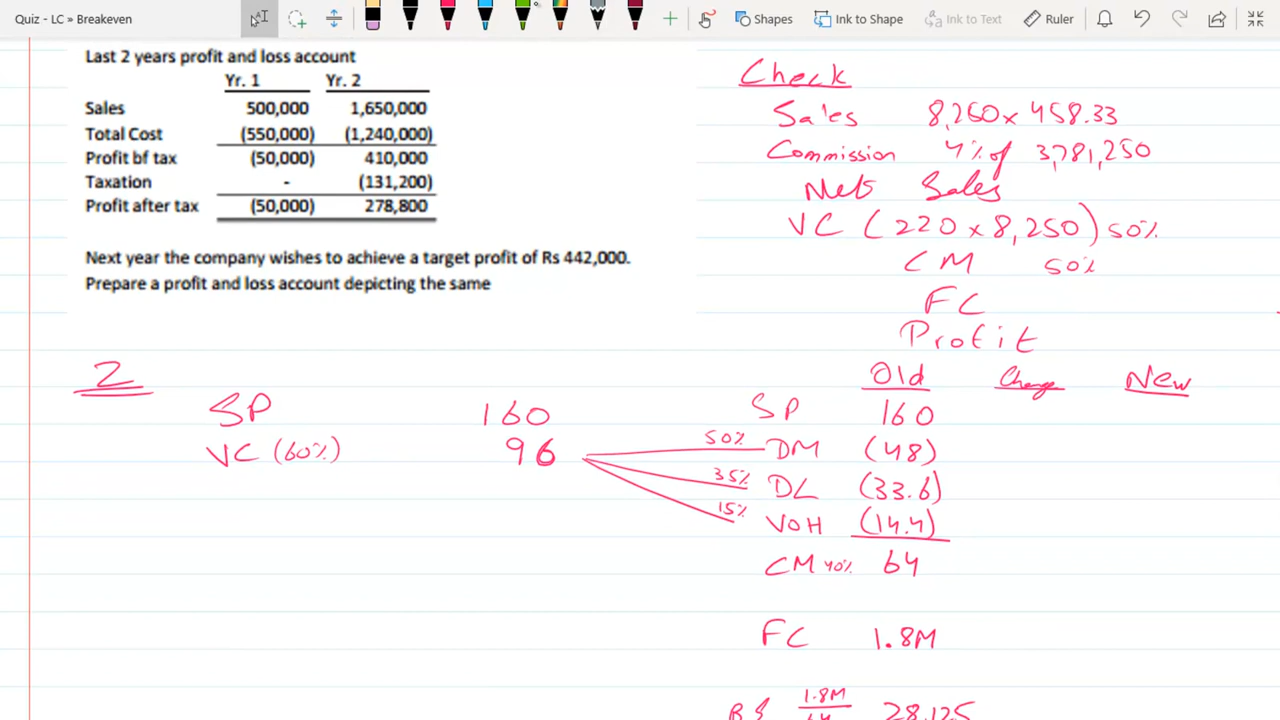 Quiz - LC » Breakeven
Shapes
Ink to Shape
Ink to Text
Ruler
Last 2 years profit and loss account
Yr. 1 Yr. 2
Sales 500,000 1,650,000
Total Cost (550,000) (1,240,000)
Profit bf tax (50,000) 410,000
Taxation - (131,200)
Profit after tax (50,000) 278,800
Next year the company wishes to achieve a target profit of Rs 442,000.
Prepare a profit and loss account depicting the same
Check
Sales 8,250 x 458.33
Commission 4% of 3,781,250
Net Sales
VC (220 x 8,250) 50%
CM 50%
FC
Profit
2
SP 160
VC (60%) 96
Old Change New
SP 160
50% DM (48)
35% DL (33.6)
15% VOH (14.4)
CM 40% 64
FC 1.8M
1.8M
28,125